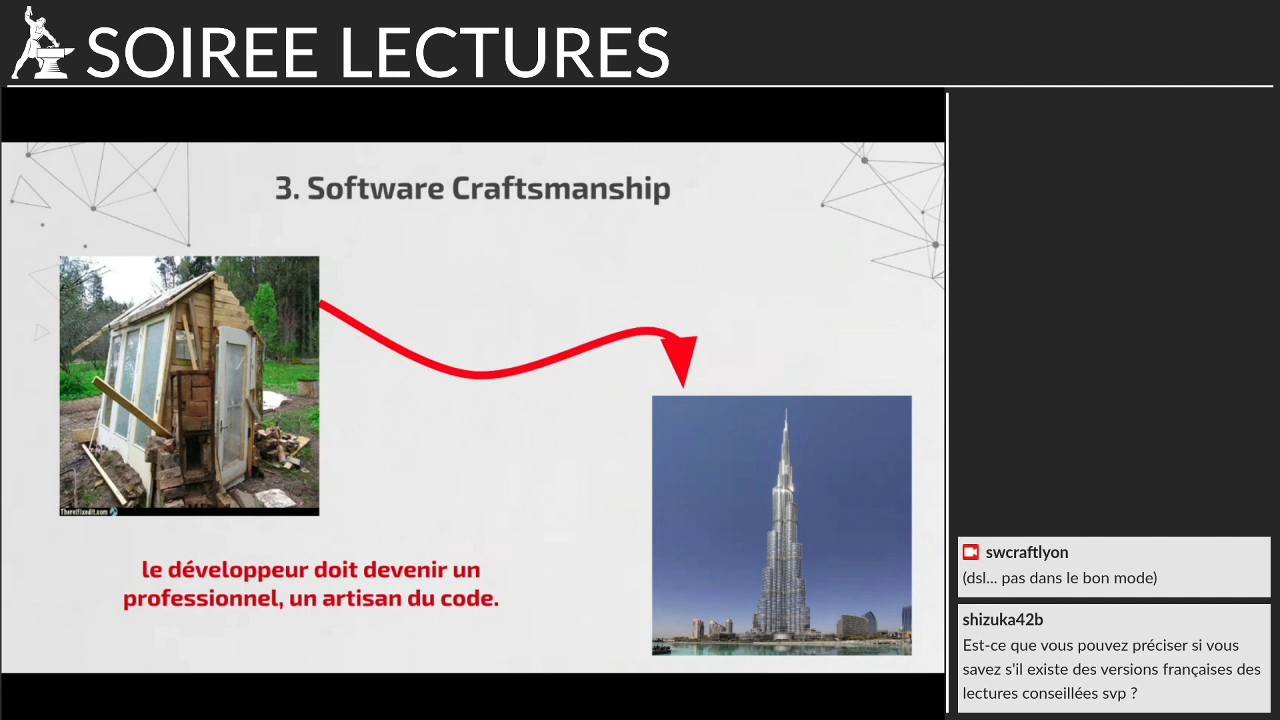 SOIREE LECTURES
3. Software Craftsmanship
ThereIfixedit.com
le développeur doit devenir un
professionnel, un artisan du code.
swcraftlyon
(dsl... pas dans le bon mode)
shizuka42b
Est-ce que vous pouvez préciser si vous
savez s'il existe des versions françaises des
lectures conseillées svp ?